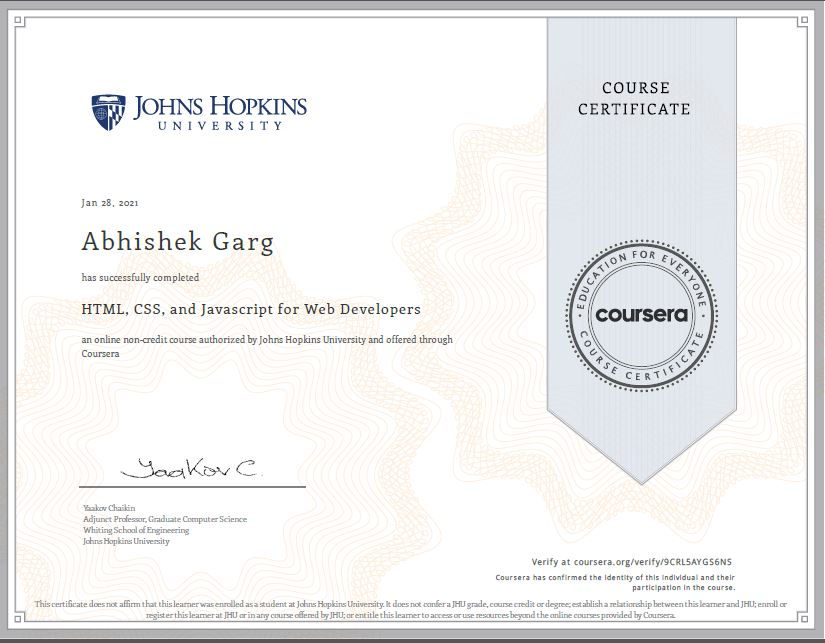 JOHNS HOPKINS
UNIVERSITY
COURSE
CERTIFICATE
Jan 28, 2021
Abhishek Garg
has successfully completed
HTML, CSS, and Javascript for Web Developers
an online non-credit course authorized by Johns Hopkins University and offered through
Coursera
EDUCATION FOR EVERYONE
coursera
COURSE CERTIFICATE
Yaakov C.
Yaakov Chaikin
Adjunct Professor, Graduate Computer Science
Whiting School of Engineering
Johns Hopkins University
Verify at coursera.org/verify/9CRL5AYGS6NS
Coursera has confirmed the identity of this individual and their
participation in the course.
This certificate does not affirm that this learner was enrolled as a student at Johns Hopkins University. It does not confer a JHU grade, course credit or degree; establish a relationship between this learner and JHU; enroll or
register this learner at JHU or in any course offered by JHU; or entitle this learner to access or use resources beyond the online courses provided by Coursera.